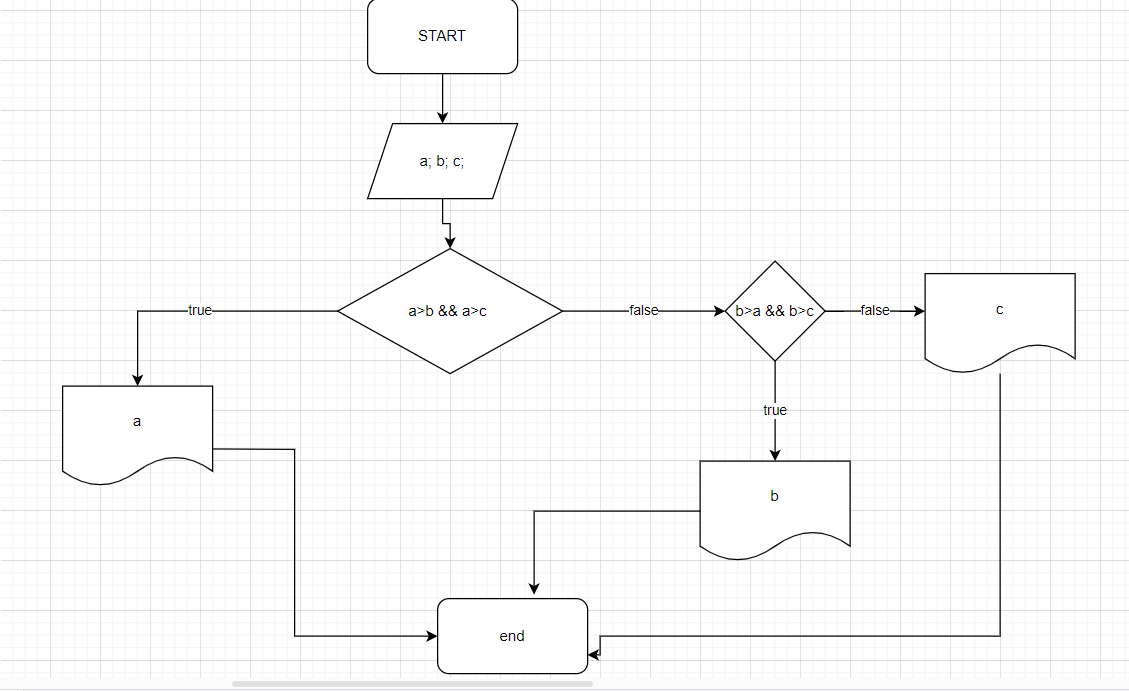 START
a; b; c;
a>b && a>c
true
false
b>a && b>c
false
c
true
a
b
end